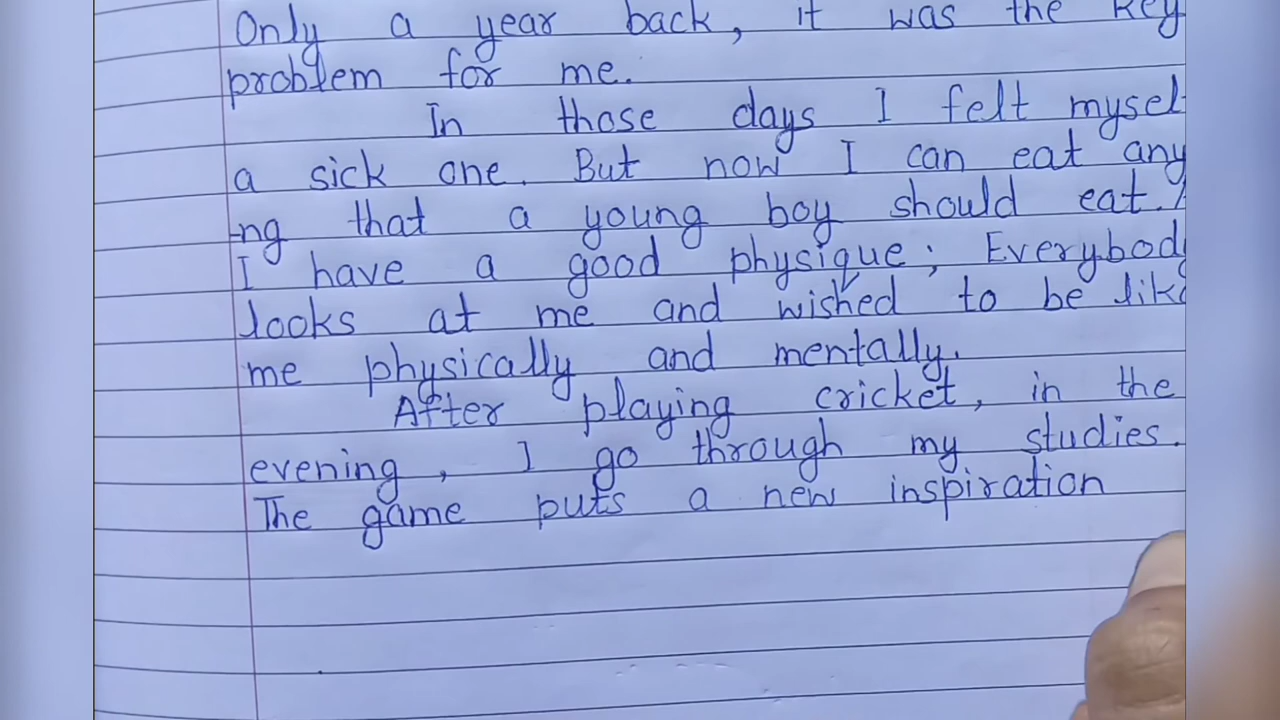 Only a year back, it was the key
problem for me.
In those days I felt mysel
a sick one. But now I can eat any
-ng that a young boy should eat.
I have a good physique; Everybody
looks at me and wished to be like
me physically and mentally.
After playing cricket, in the
evening, I go through my studies.
The game puts a new inspiration